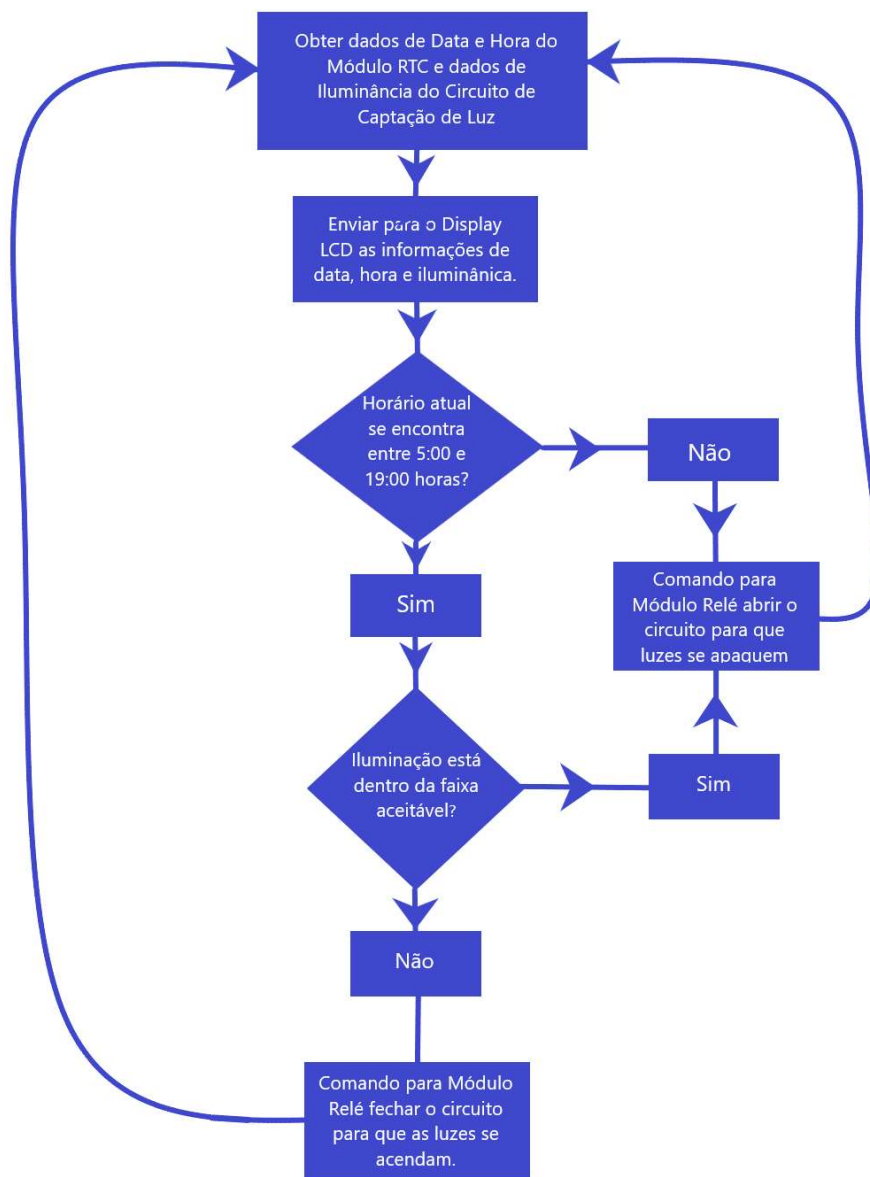 Obter dados de Data e Hora do
Módulo RTC e dados de
Iluminância do Circuito de
Captação de Luz
Enviar para o Display
LCD as informações de
data, hora e iluminânica.
Horário atual
se encontra
entre 5:00 e
19:00 horas?
Não
Sim
Comando para
Módulo Relé abrir o
circuito para que
luzes se apaguem
Iluminação está
dentro da faixa
aceitável?
Sim
Não
Comando para Módulo
Relé fechar o circuito
para que as luzes se
acendam.